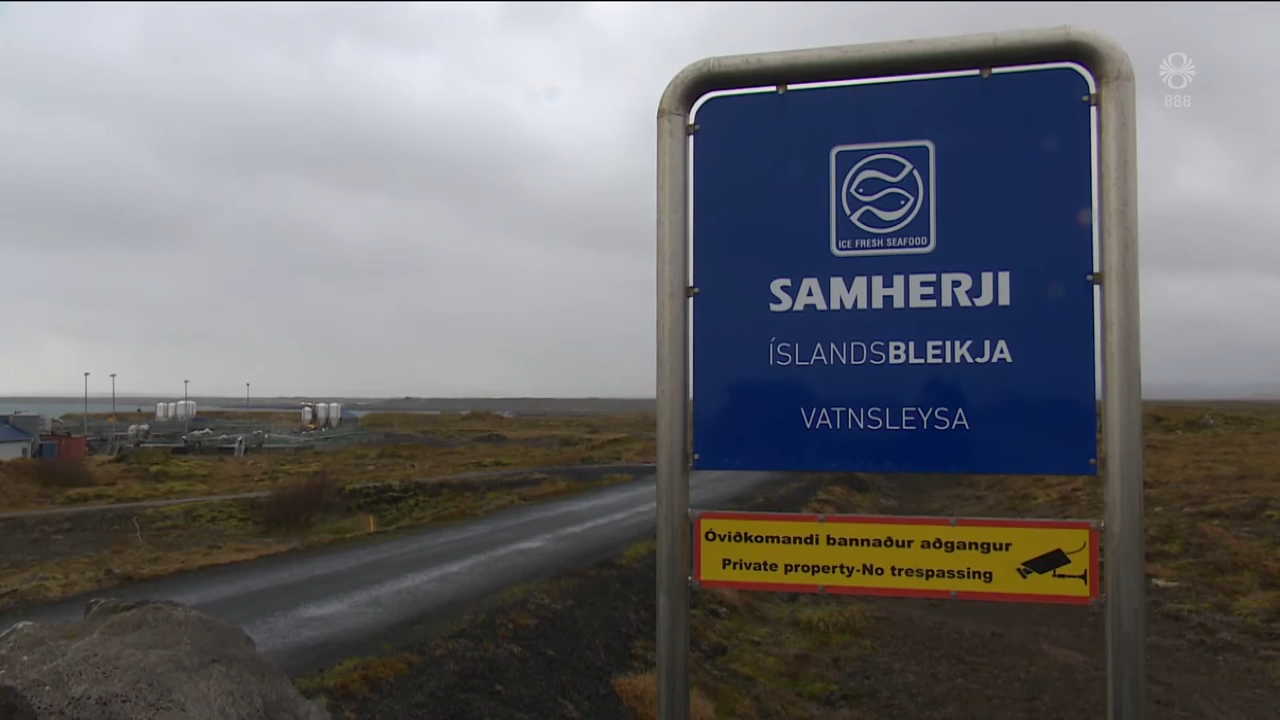 888
ICE FRESH SEAFOOD
SAMHERJI
ÍSLANDSBLEIKJA
VATNSLEYSA
Óviðkomandi bannaður aðgangur
Private property-No trespassing